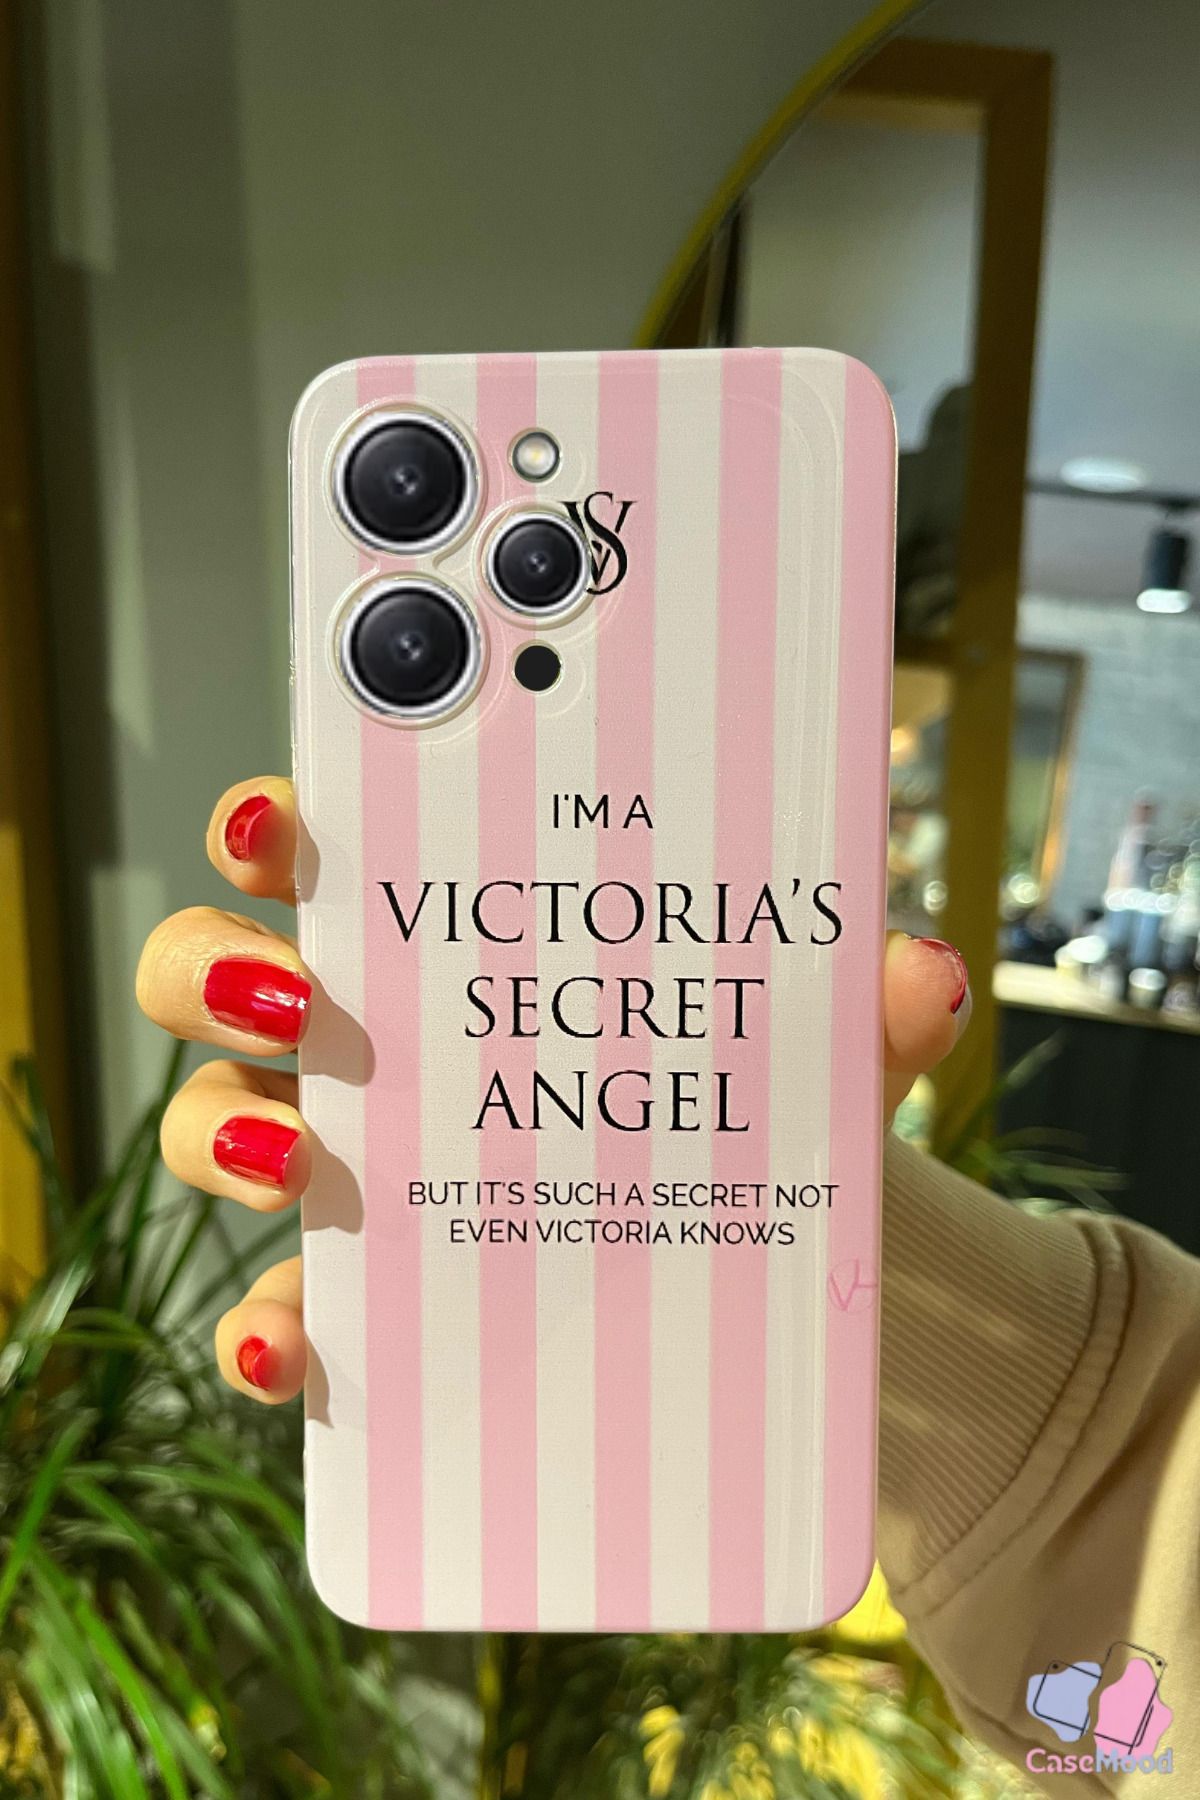 VS
I'M A
VICTORIA'S
SECRET
ANGEL
BUT IT'S SUCH A SECRET NOT
EVEN VICTORIA KNOWS
CaseMood